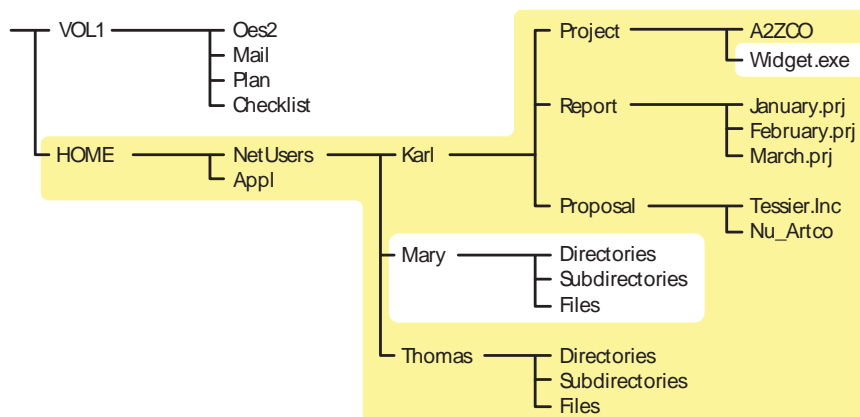 VOL1 Oes2 Project A2ZCO
Mail Widget.exe
Plan
Checklist Report January.prj
February.prj
HOME NetUsers Karl March.prj
Appl
Proposal Tessier.Inc
Nu_Artco
Mary Directories
Subdirectories
Files
Thomas Directories
Subdirectories
Files